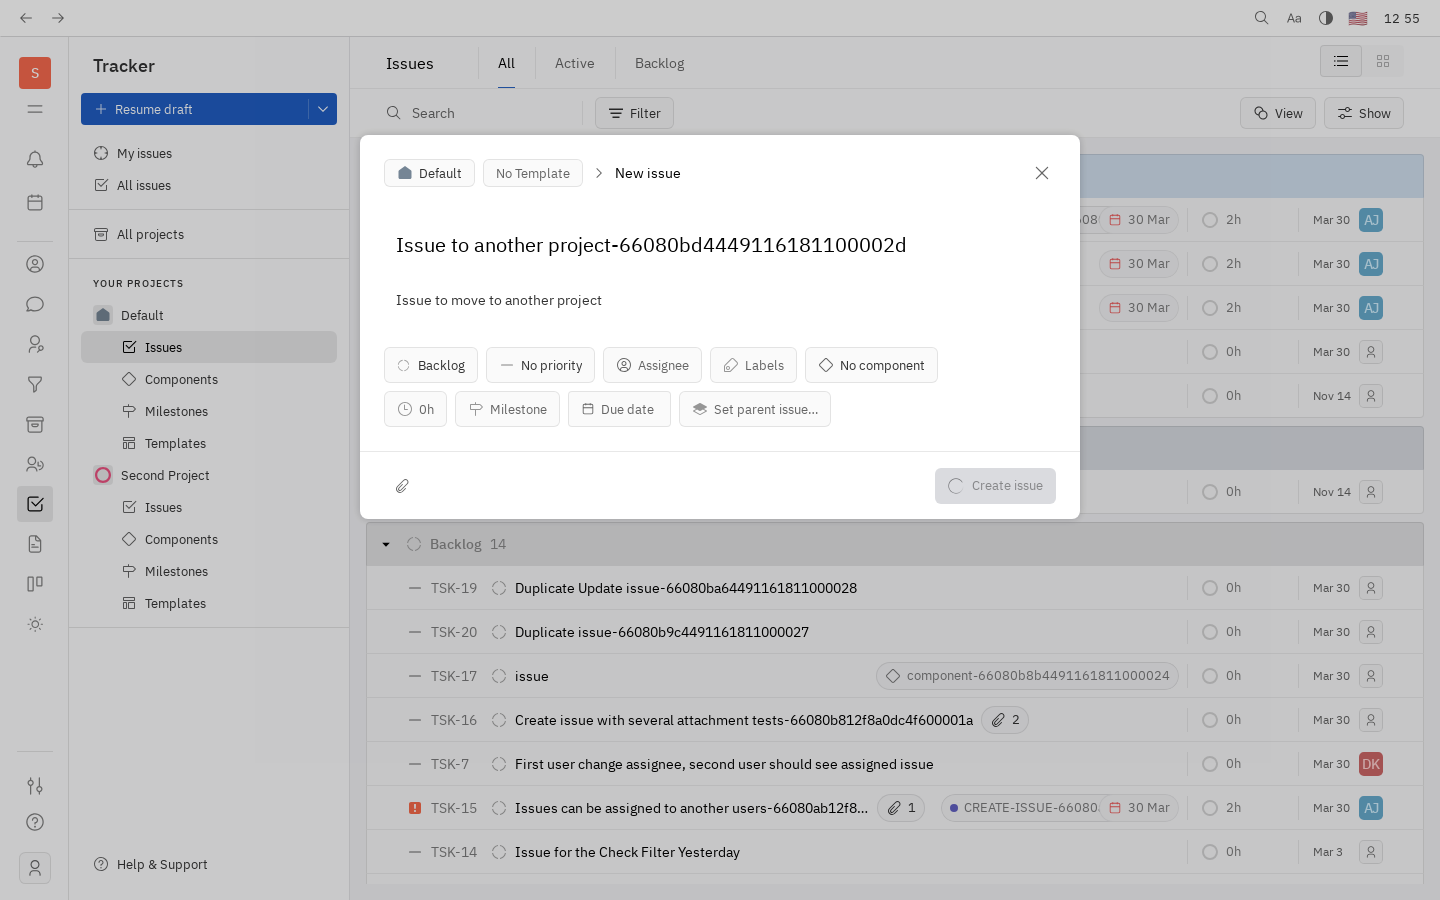 Aa
12 55
S
Tracker
Resume draft
My issues
All issues
All projects
YOUR PROJECTS
Default
Issues
Components
Milestones
Templates
Second Project
Issues
Components
Milestones
Templates
Help & Support
Issues
All
Active
Backlog
Search
Filter
View
Show
Default
No Template
New issue
Issue to another project-66080bd4449116181100002d
Issue to move to another project
Backlog
No priority
Assignee
Labels
No component
0h
Milestone
Due date
Set parent issue...
Create issue
608
30 Mar
2h
Mar 30
AJ
30 Mar
2h
Mar 30
AJ
30 Mar
2h
Mar 30
AJ
0h
Mar 30
0h
Nov 14
0h
Nov 14
Backlog 14
TSK-19 Duplicate Update issue-66080ba64491161811000028 0h Mar 30
TSK-20 Duplicate issue-66080b9c4491161811000027 0h Mar 30
TSK-17 issue component-66080b8b4491161811000024 0h Mar 30
TSK-16 Create issue with several attachment tests-66080b812f8a0dc4f600001a 2 0h Mar 30
TSK-7 First user change assignee, second user should see assigned issue 0h Mar 30 DK
TSK-15 Issues can be assigned to another users-66080ab12f8... 1 CREATE-ISSUE-66080 30 Mar 2h Mar 30 AJ
TSK-14 Issue for the Check Filter Yesterday 0h Mar 3